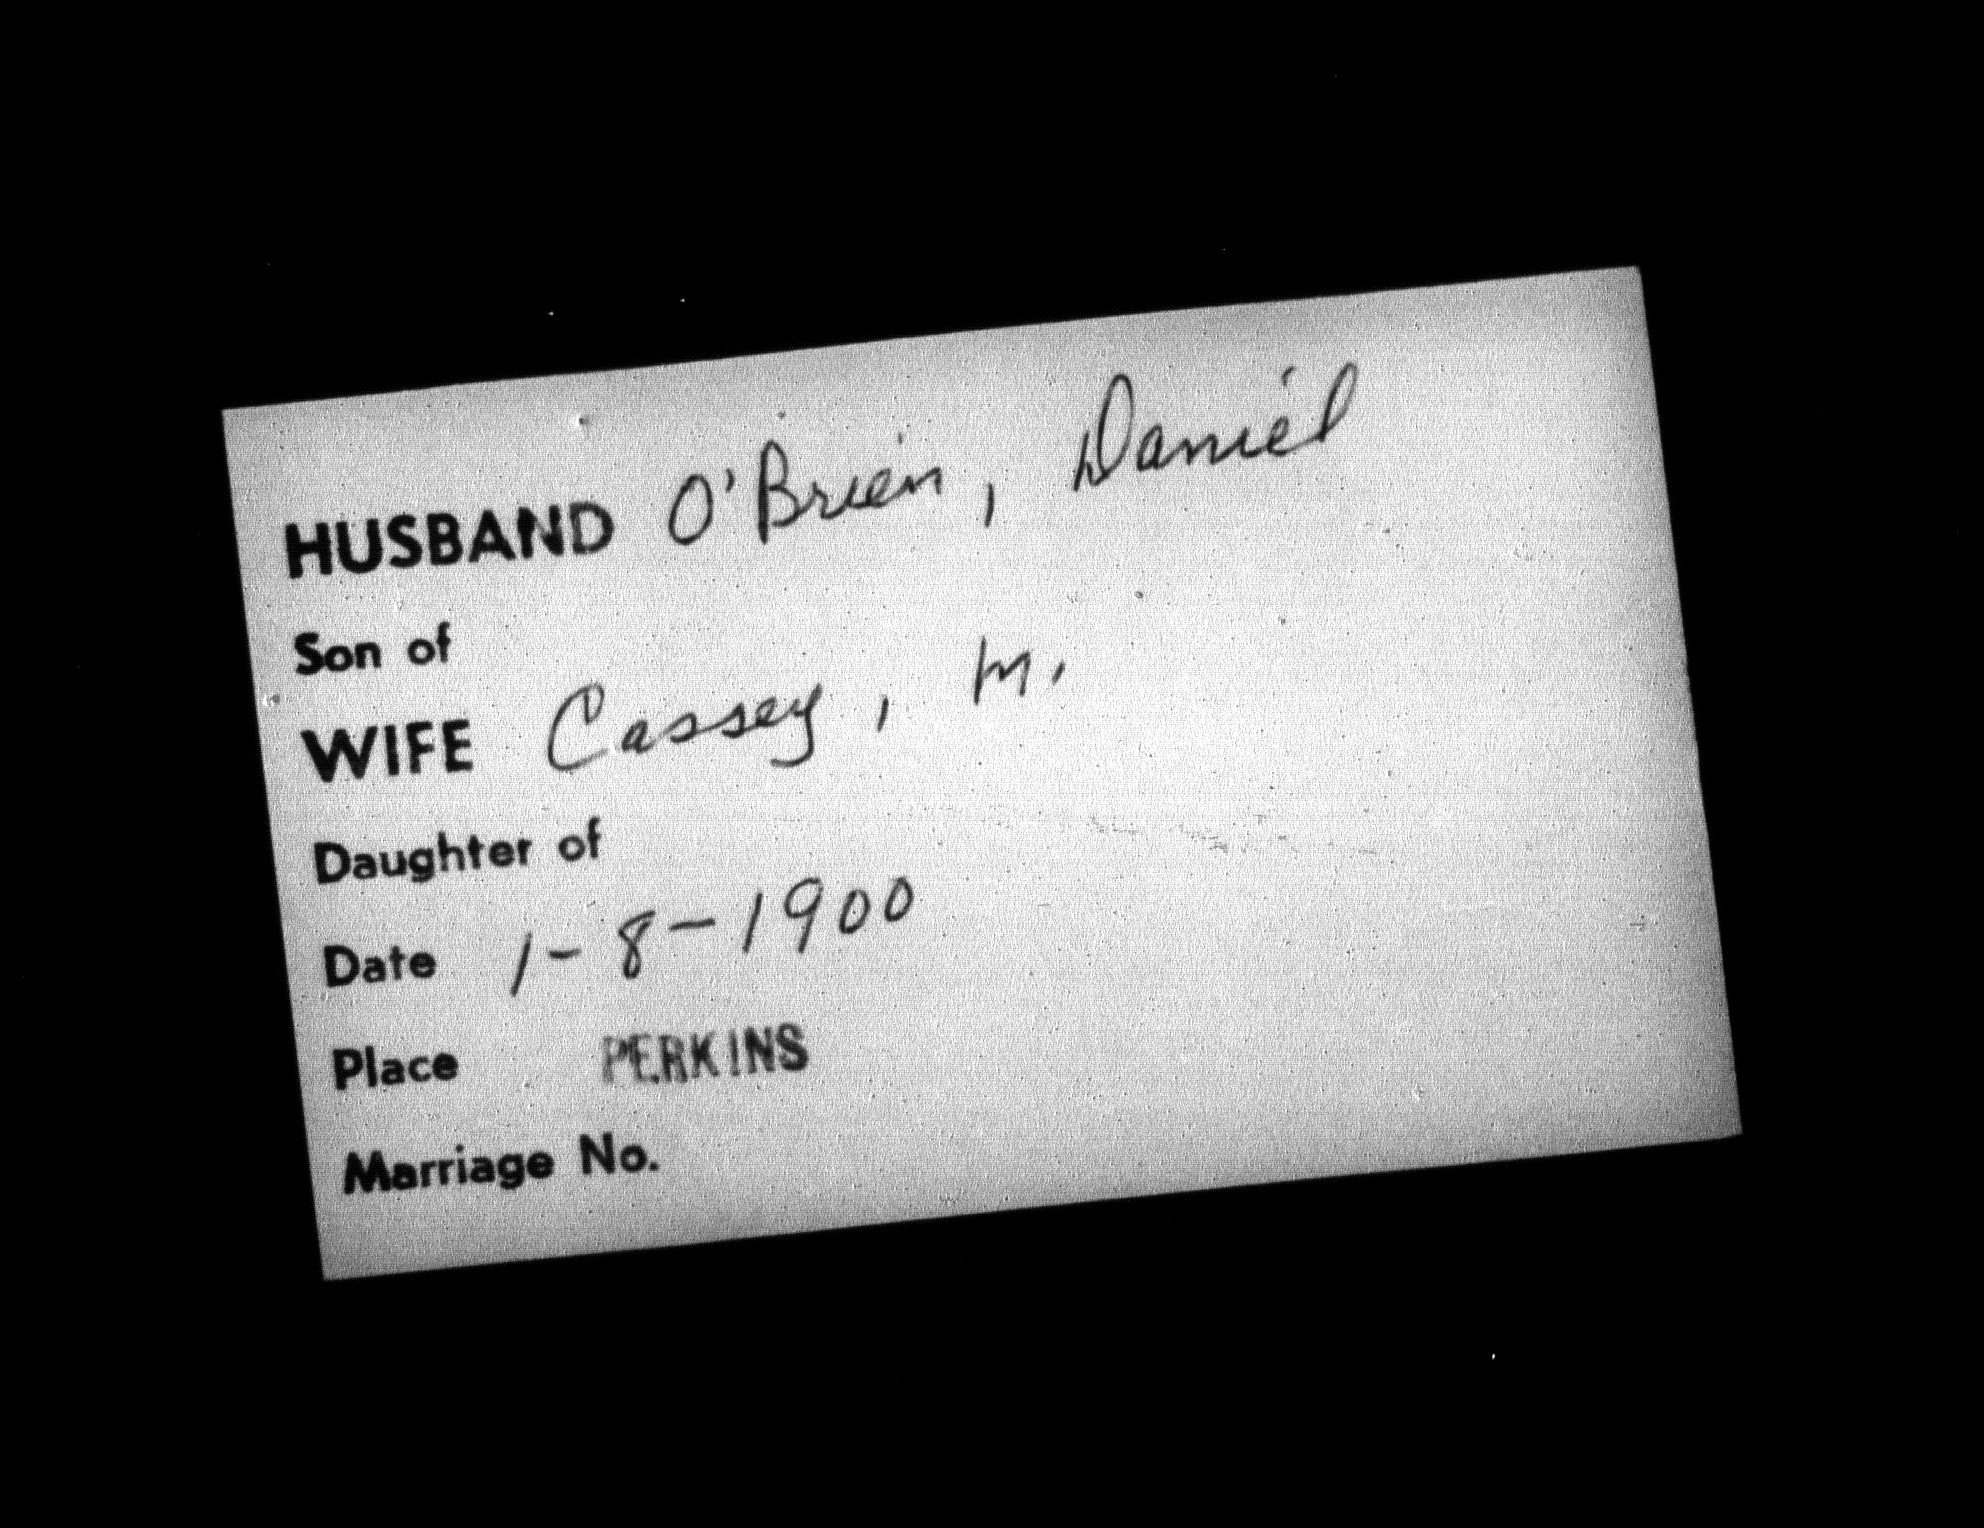 HUSBAND O'Brien, Daniel
Son of
WIFE Cassey, M.
Daughter of
Date 1-8-1900
Place PERKINS
Marriage No.